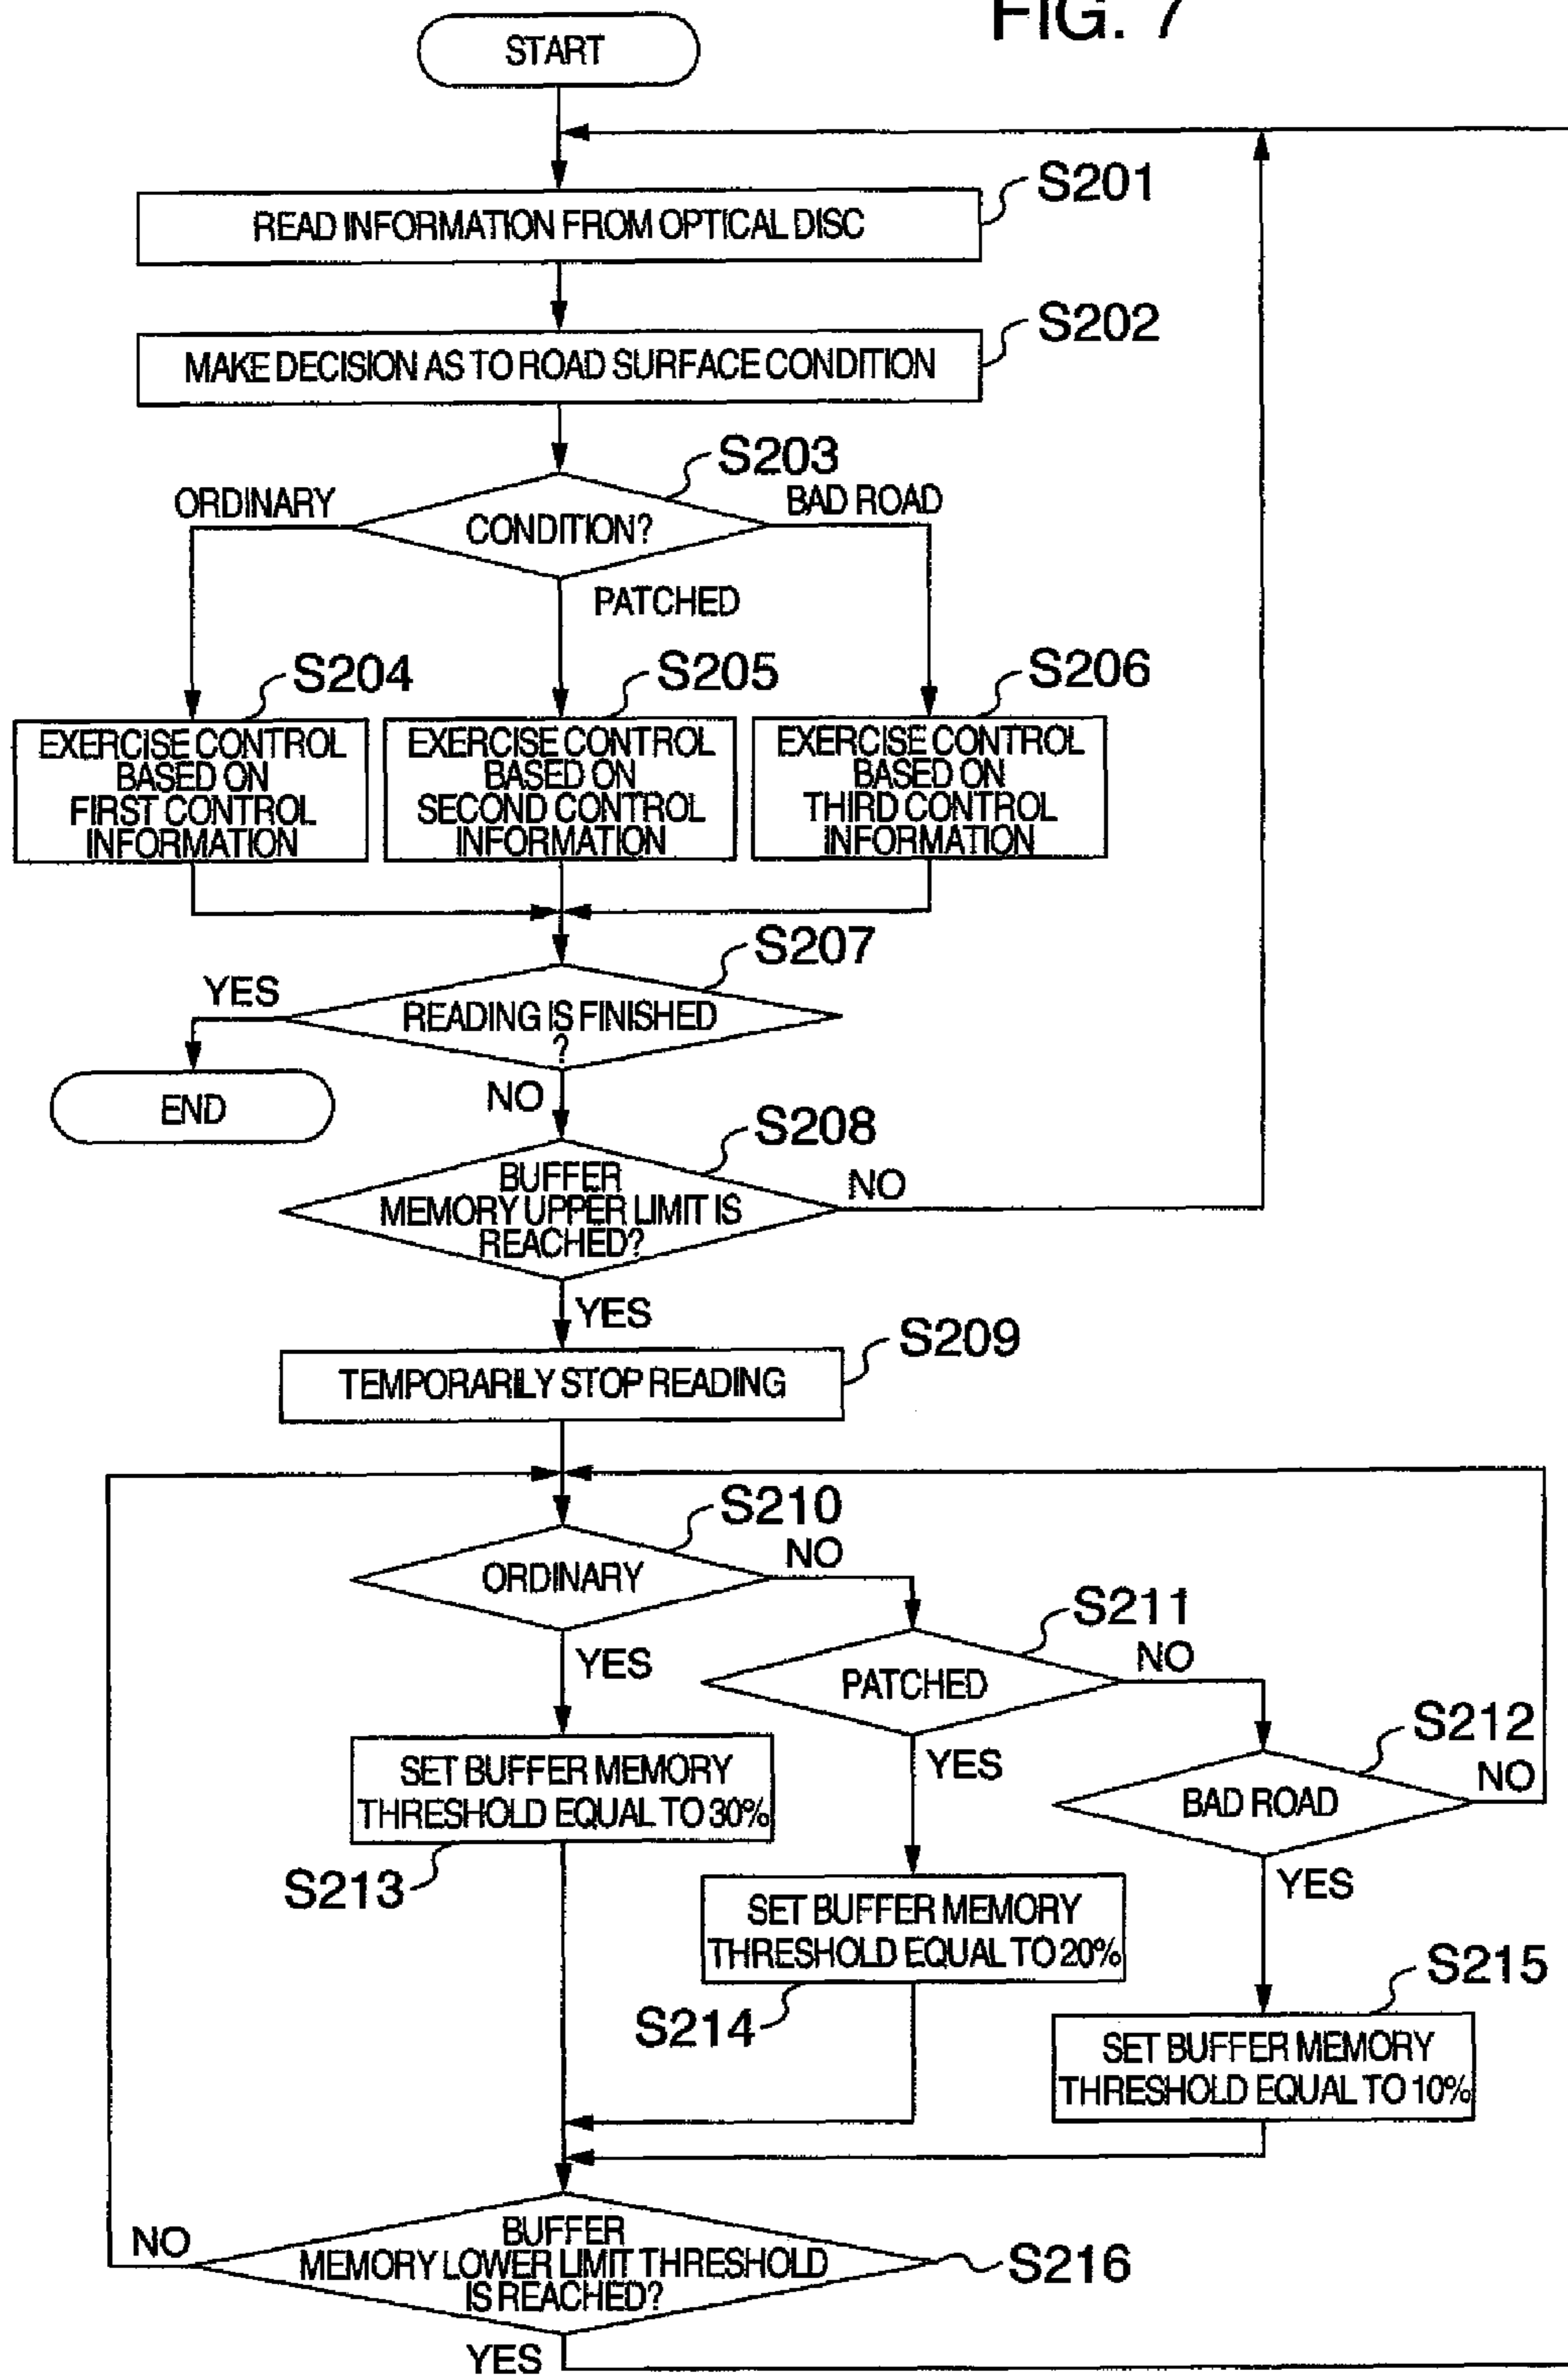 FIG. 7
START
S201
READ INFORMATION FROM OPTICAL DISC
S202
MAKE DECISION AS TO ROAD SURFACE CONDITION
S203
ORDINARY
BAD ROAD
CONDITION?
PATCHED
S204
S205
S206
EXERCISE CONTROL
BASED ON
FIRST CONTROL
INFORMATION
EXERCISE CONTROL
BASED ON
SECOND CONTROL
INFORMATION
EXERCISE CONTROL
BASED ON
THIRD CONTROL
INFORMATION
S207
YES
READING IS FINISHED
?
END
NO
S208
BUFFER
MEMORY UPPER LIMIT IS
REACHED?
NO
YES
S209
TEMPORARILY STOP READING
S210
ORDINARY
NO
S211
YES
PATCHED
NO
S212
SET BUFFER MEMORY
THRESHOLD EQUAL TO 30%
YES
BAD ROAD
NO
S213
SET BUFFER MEMORY
THRESHOLD EQUAL TO 20%
YES
S214
S215
SET BUFFER MEMORY
THRESHOLD EQUAL TO 10%
NO
BUFFER
MEMORY LOWER LIMIT THRESHOLD
IS REACHED?
S216
YES